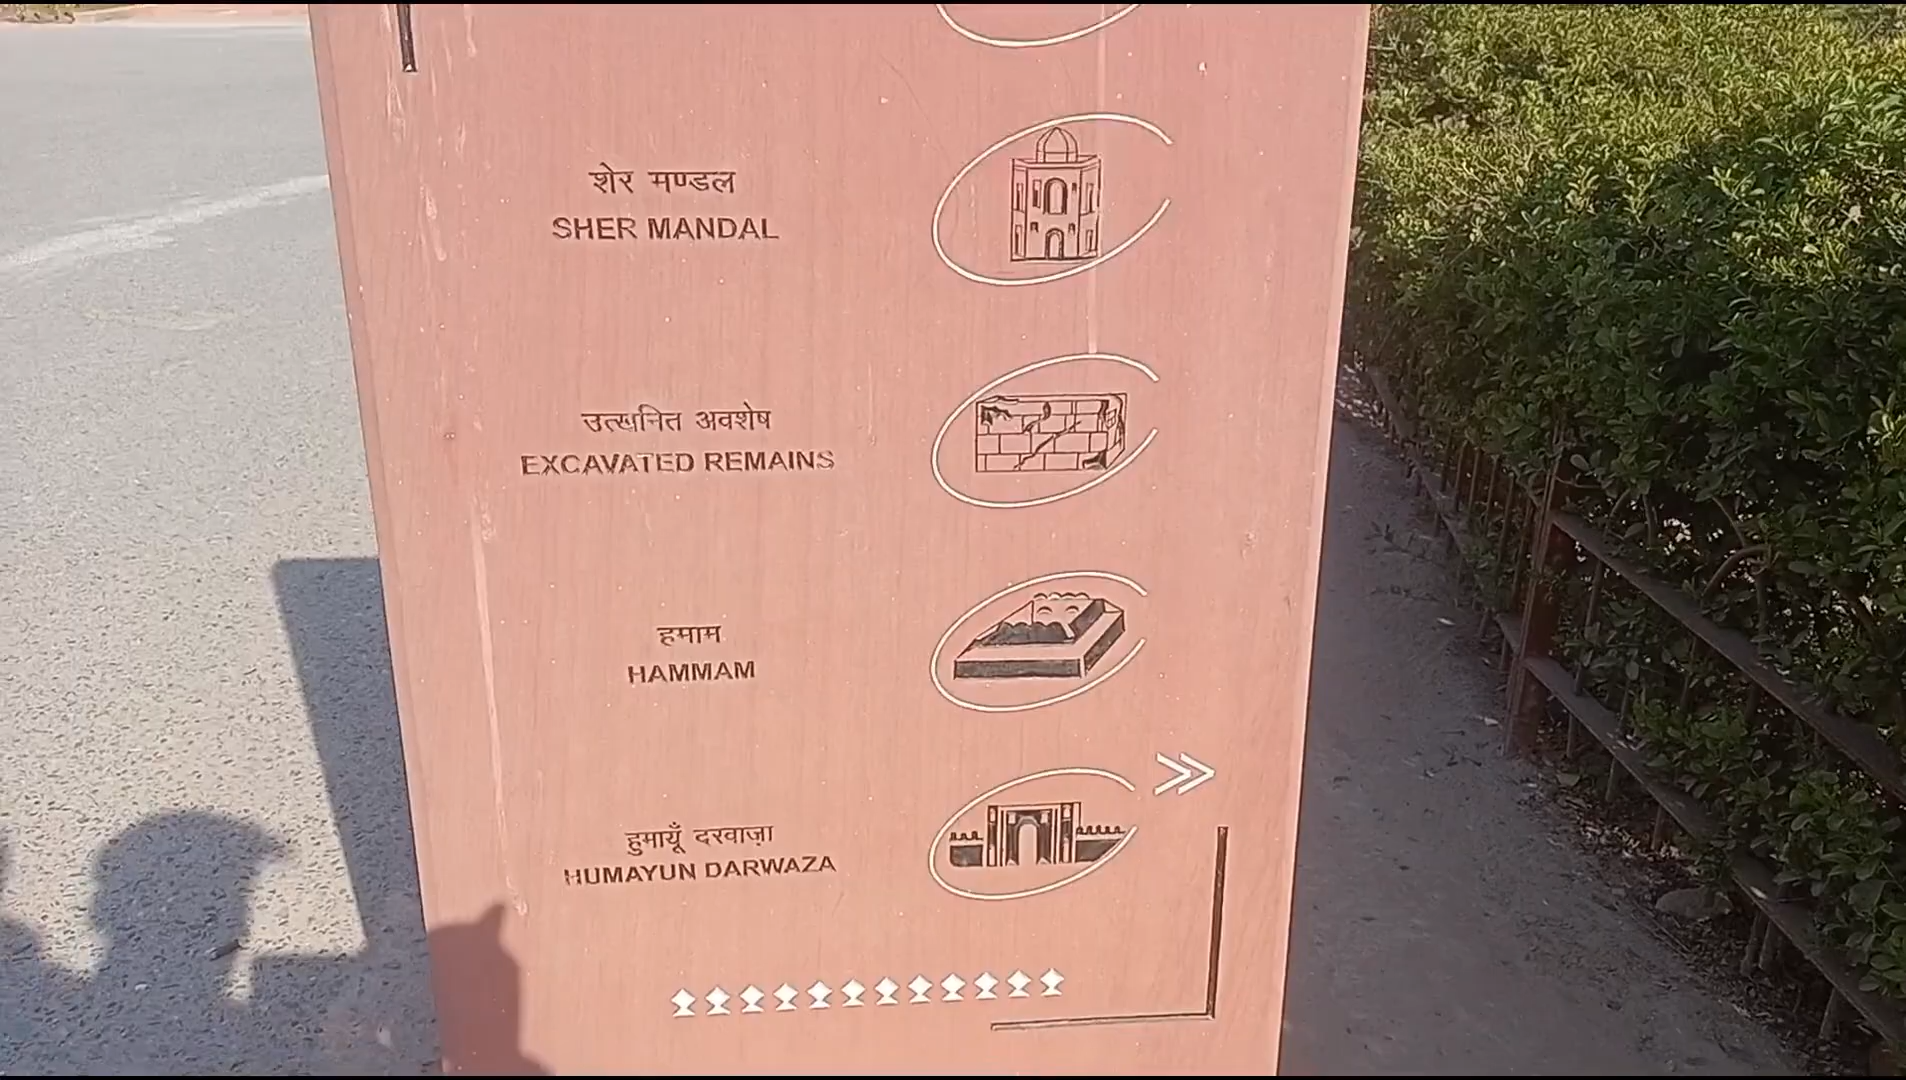 शेर मण्डल
SHER MANDAL
उत्खनित अवशेष
EXCAVATED REMAINS
हमाम
HAMMAM
हुमायूँ दरवाज़ा
HUMAYUN DARWAZA